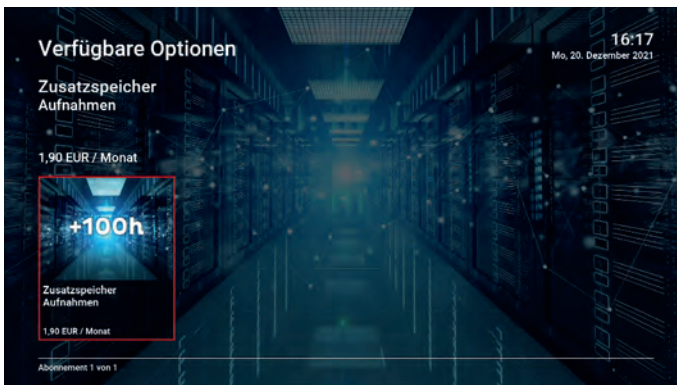 Verfügbare Optionen
16:17
Mo, 20. Dezember 2021
Zusatzspeicher
Aufnahmen
1,90 EUR / Monat
+100h
Zusatzspeicher
Aufnahmen
1,90 EUR / Monat
Abonnement 1 von 1